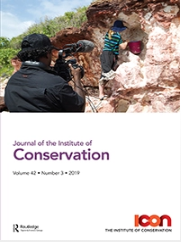 Journal of the Institute of
Conservation
Volume 42 • Number 3 • 2019
Routledge
icon
THE INSTITUTE OF CONSERVATION